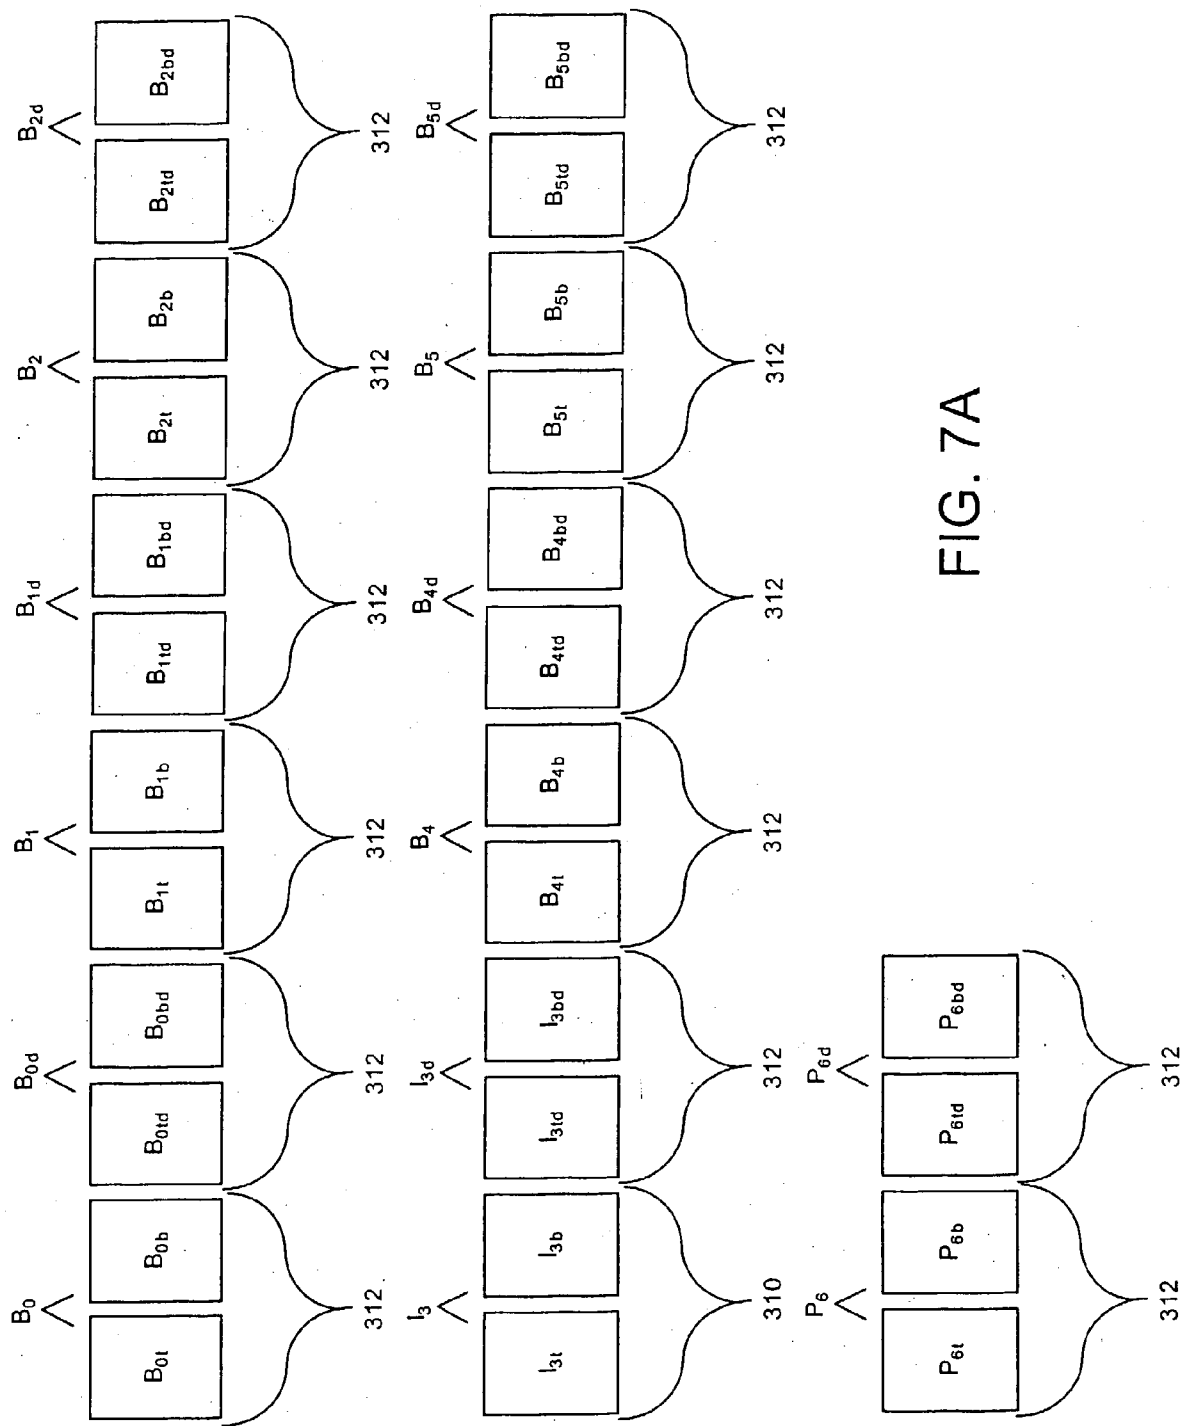 B0 B0d B1 B1d B2 B2d
B0t B0b B0td B0bd B1t B1b B1td B1bd B2t B2b B2td B2bd
312 312 312 312 312 312
I3 I3d B4 B4d B5 B5d
I3t I3b I3td I3bd B4t B4b B4td B4bd B5t B5b B5td B5bd
310 312 312 312 312 312
P6 P6d
P6t P6b P6td P6bd
312 312
FIG. 7A